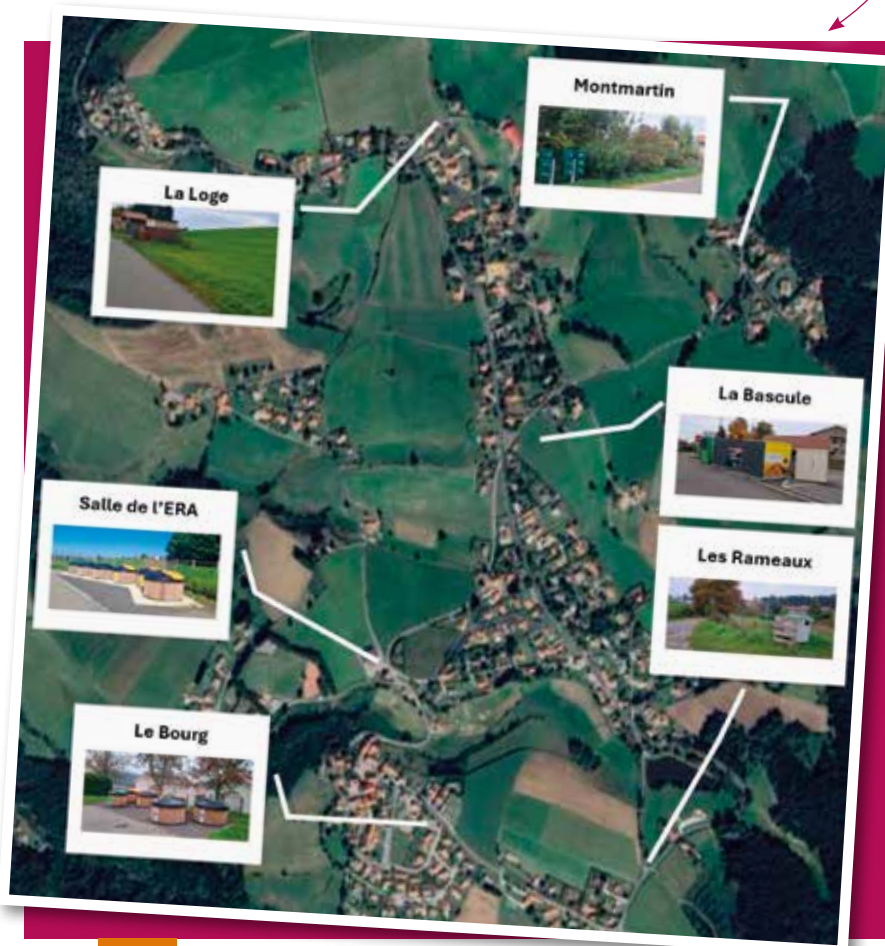 Montmartin
La Loge
La Bascule
Salle de l'ERA
Les Rameaux
Le Bourg